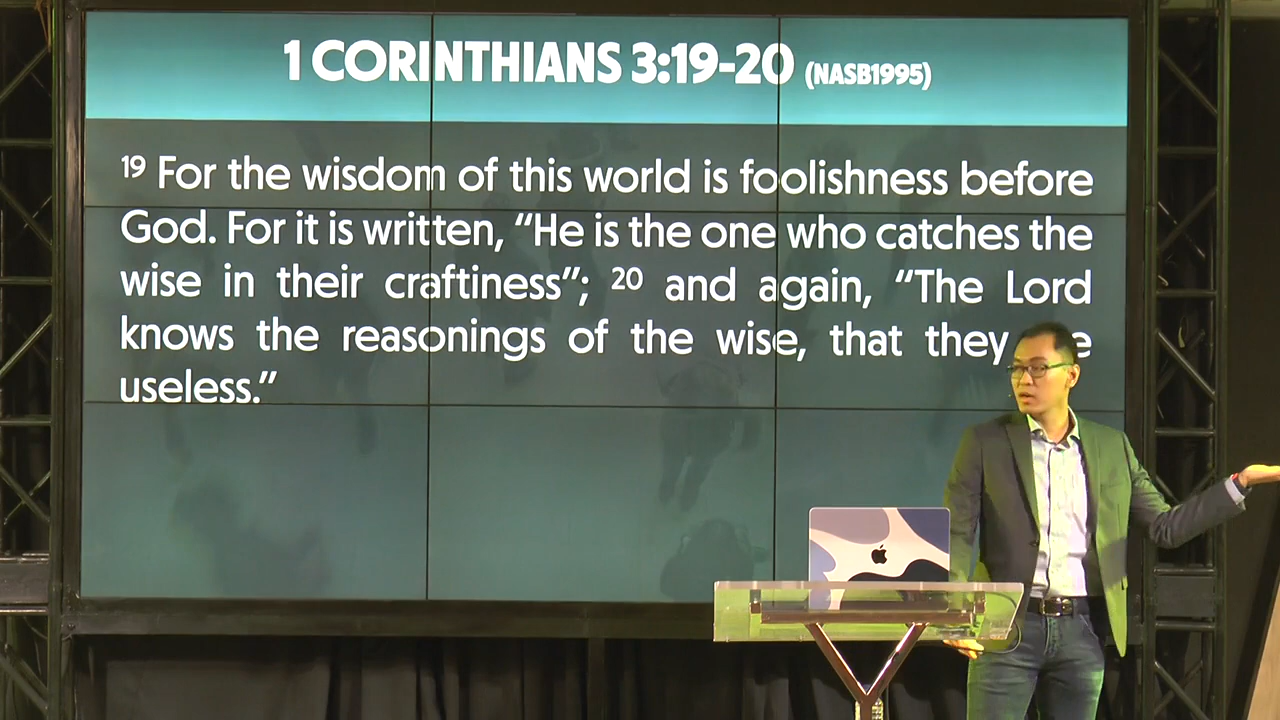 1 CORINTHIANS 3:19-20 (NASB1995)
19 For the wisdom of this world is foolishness before
God. For it is written, “He is the one who catches the
wise in their craftiness”; 20 and again, “The Lord
knows the reasonings of the wise, that they
useless.”